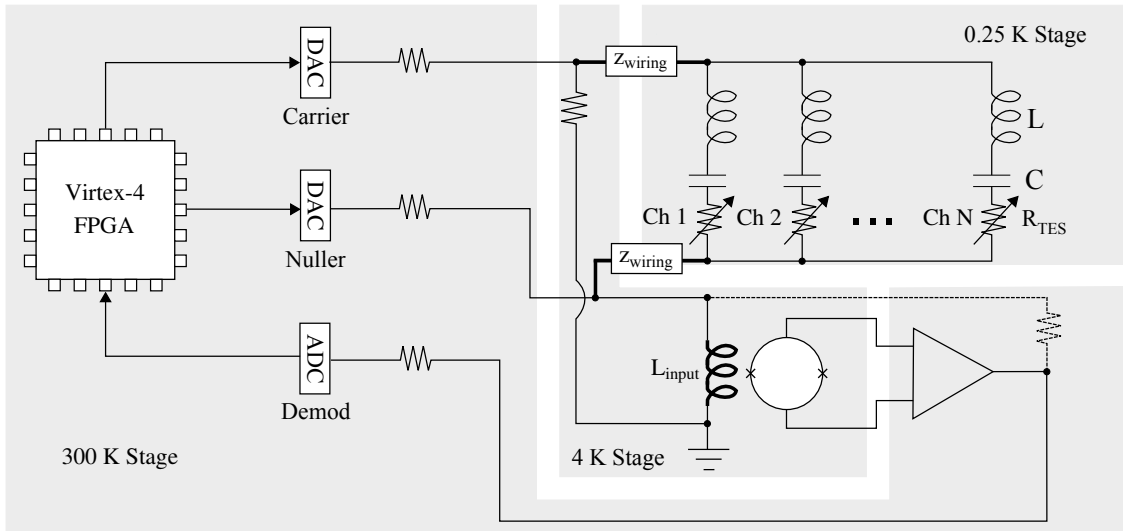 0.25 K Stage
DAC
Carrier
Zwiring
L
C
Virtex-4
FPGA
DAC
Nuller
Ch 1
Ch 2
Ch N
RTES
Zwiring
ADC
Demod
Linput
300 K Stage
4 K Stage